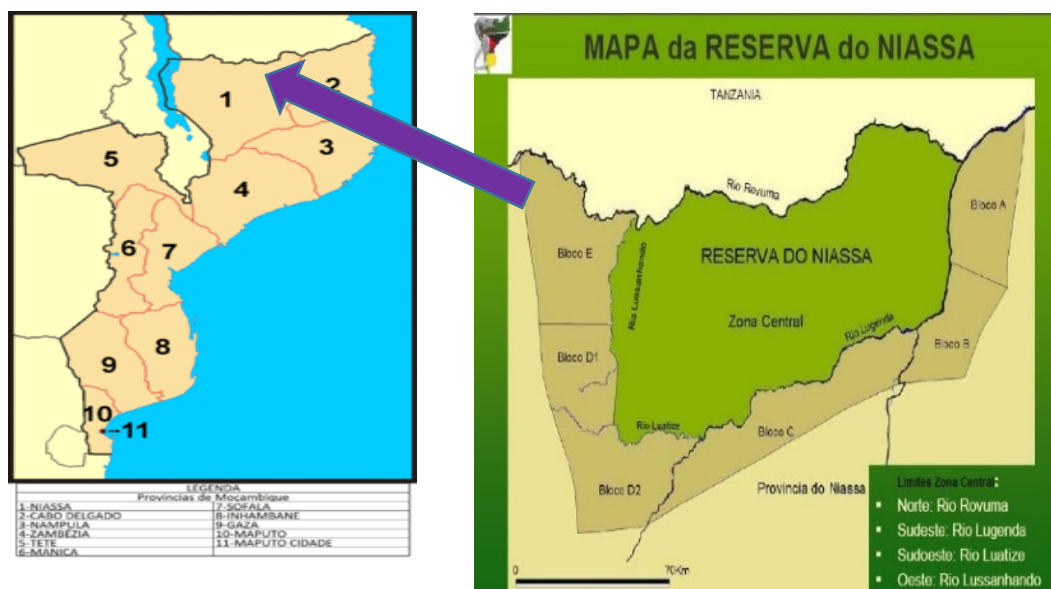 1
2
3
4
5
6
7
8
9
10
11
LEGENDA
Províncias de Moçambique
1-NIASSA
2-CABO DELGADO
3-NAMPULA
4-ZAMBÉZIA
5-TETE
6-MANICA
7-SOFALA
8-INHAMBANE
9-GAZA
10-MAPUTO
11-MAPUTO CIDADE
MAPA da RESERVA do NIASSA
TANZANIA
Rio Rovuma
Bloco A
Bloco E
Rio Lussanhando
RESERVA DO NIASSA
Zona Central
Rio Lugenda
Bloco B
Bloco D1
Rio Luatize
Bloco C
Bloco D2
Provincia do Niassa
0 70Km
Limites Zona Central:
▪ Norte: Rio Rovuma
▪ Sudeste: Rio Lugenda
▪ Sudoeste: Rio Luatize
▪ Oeste: Rio Lussanhando